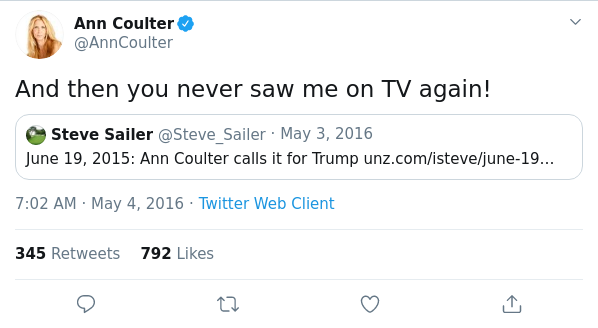 Ann Coulter
@AnnCoulter
And then you never saw me on TV again!
Steve Sailer @Steve_Sailer · May 3, 2016
June 19, 2015: Ann Coulter calls it for Trump unz.com/isteve/june-19...
7:02 AM · May 4, 2016 · Twitter Web Client
345 Retweets 792 Likes